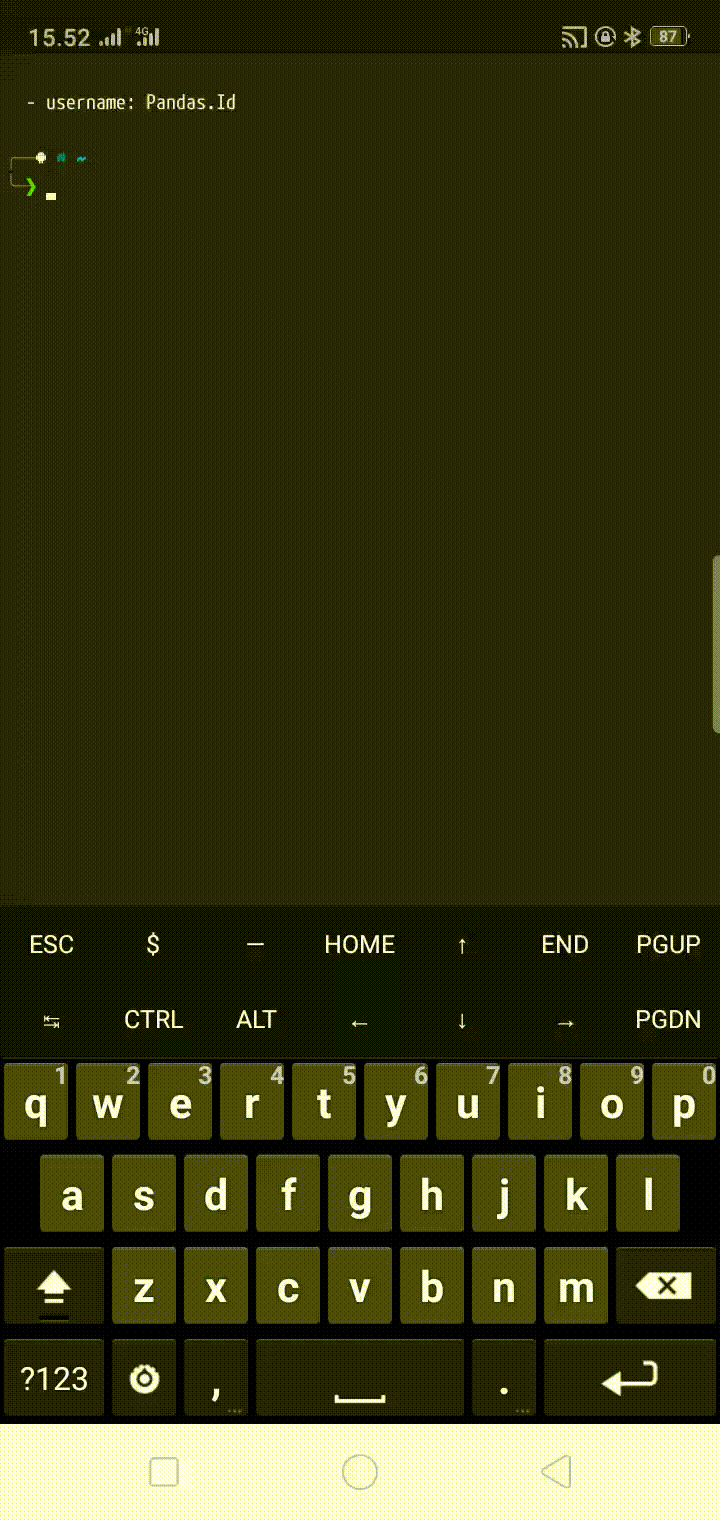 15.52 4G 87
- username: Pandas.Id
~
❯
ESC $ — HOME ↑ END PGUP
↹ CTRL ALT ← ↓ → PGDN
1 2 3 4 5 6 7 8 9 0
q w e r t y u i o p
a s d f g h j k l
z x c v b n m
?123 , .